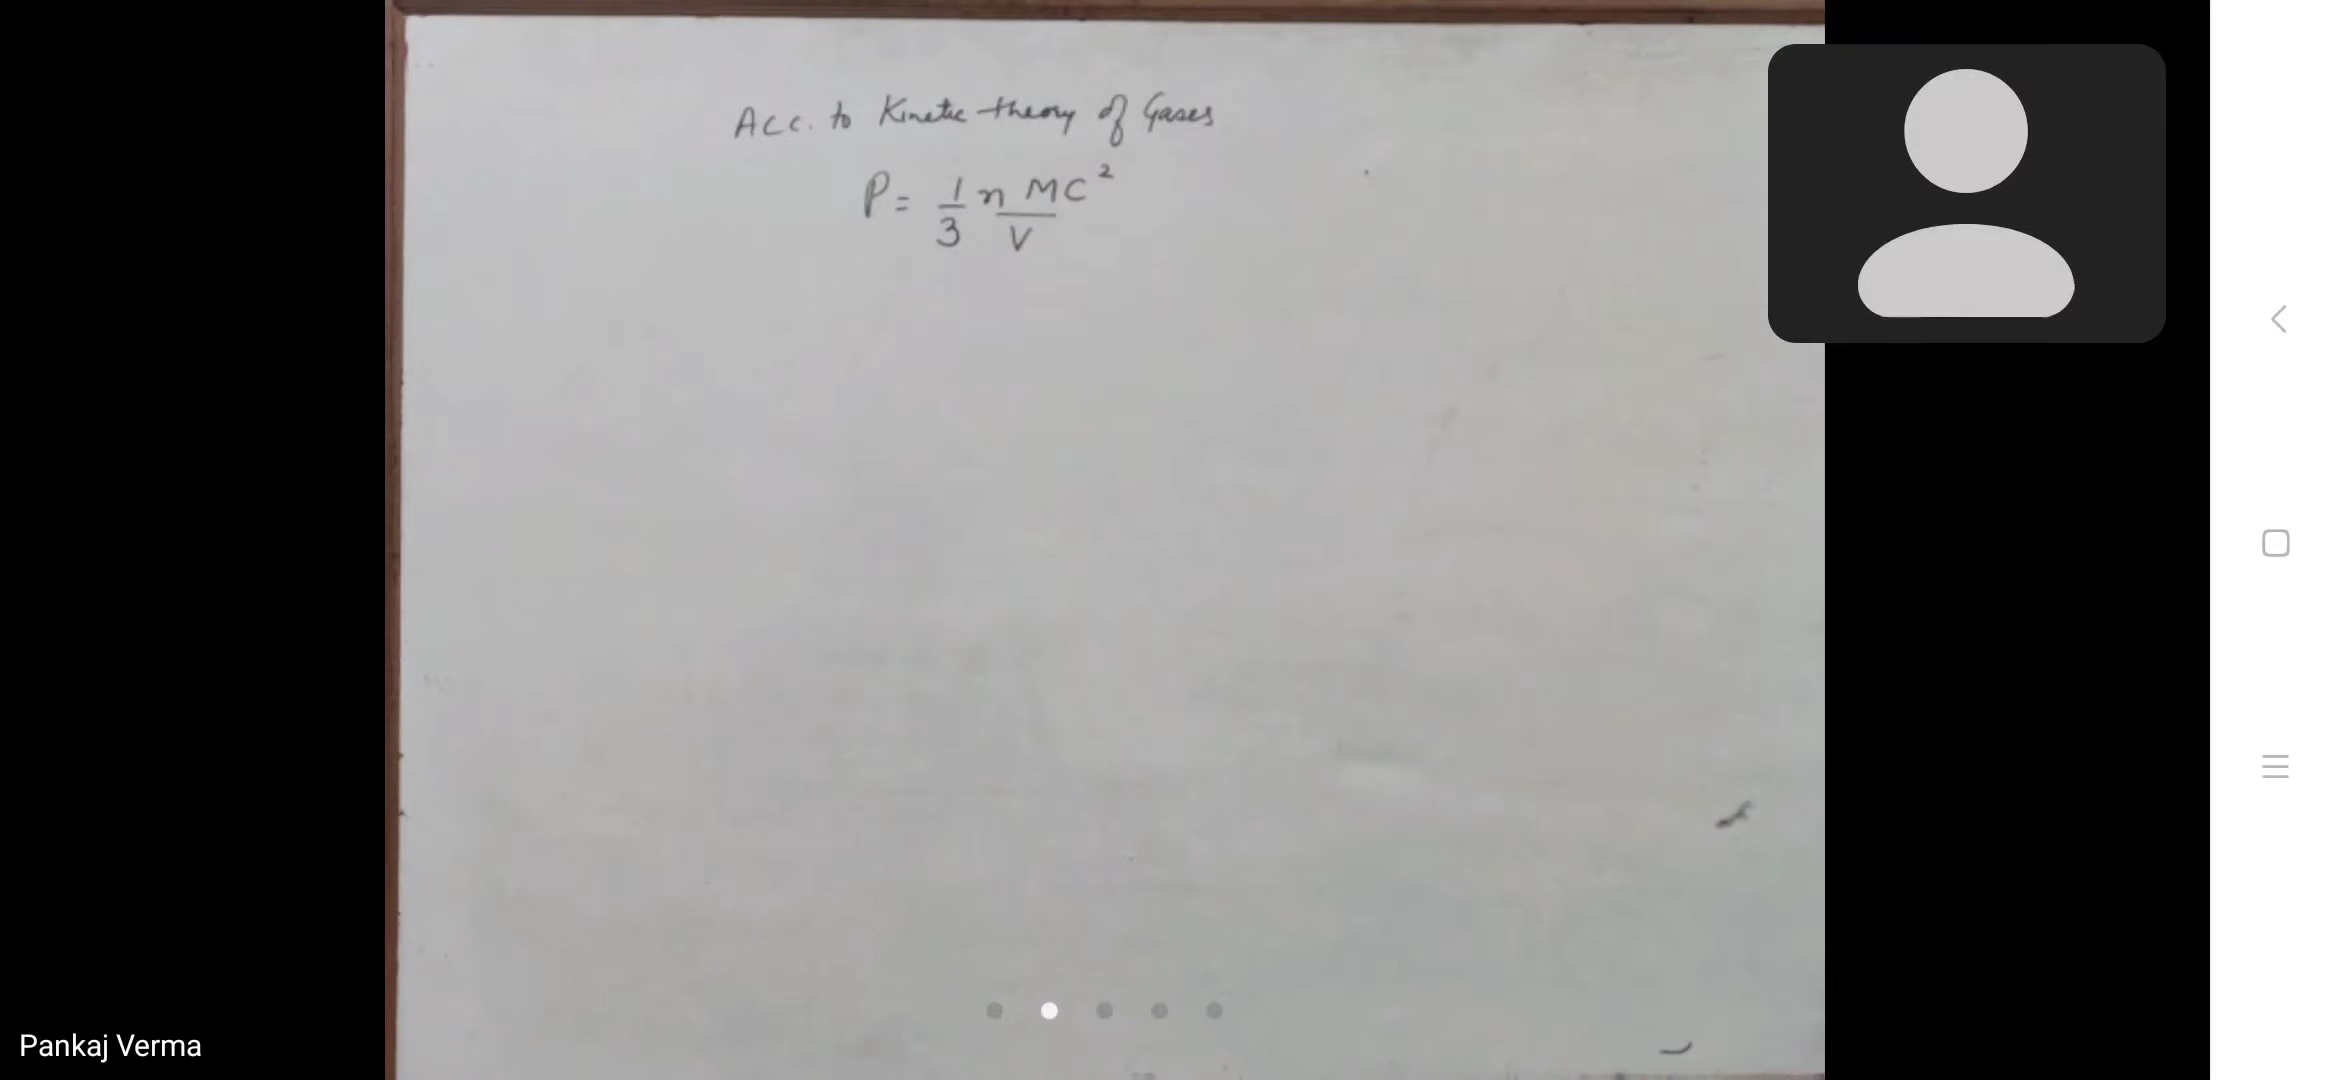 Acc. to Kinetic theory of Gases
P = 1/3 n MC²/V
Pankaj Verma